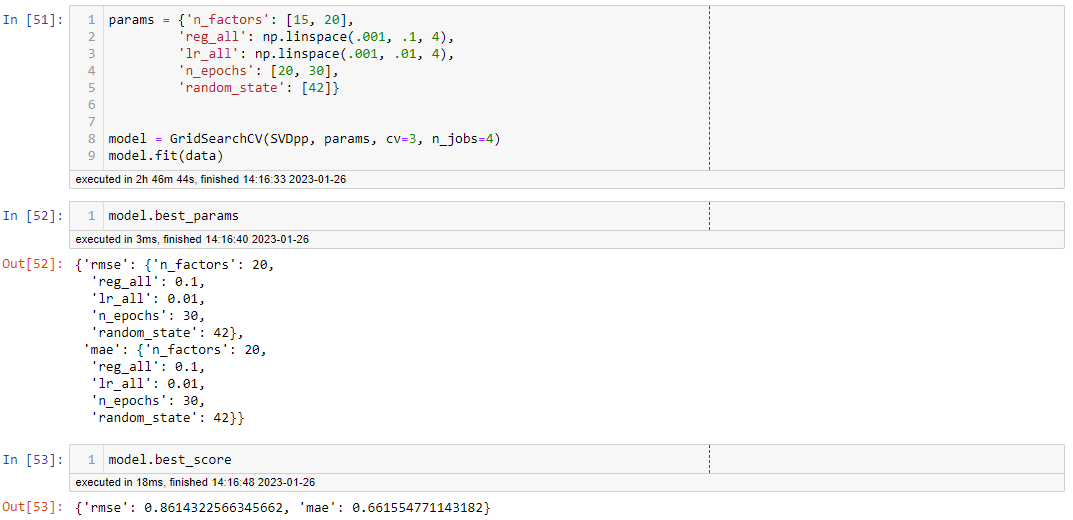 In [51]:
1 params = {'n_factors': [15, 20],
2 'reg_all': np.linspace(.001, .1, 4),
3 'lr_all': np.linspace(.001, .01, 4),
4 'n_epochs': [20, 30],
5 'random_state': [42]}
6
7
8 model = GridSearchCV(SVDpp, params, cv=3, n_jobs=4)
9 model.fit(data)
executed in 2h 46m 44s, finished 14:16:33 2023-01-26
In [52]: 1 model.best_params
executed in 3ms, finished 14:16:40 2023-01-26
Out[52]: {'rmse': {'n_factors': 20,
'reg_all': 0.1,
'lr_all': 0.01,
'n_epochs': 30,
'random_state': 42},
'mae': {'n_factors': 20,
'reg_all': 0.1,
'lr_all': 0.01,
'n_epochs': 30,
'random_state': 42}}
In [53]: 1 model.best_score
executed in 18ms, finished 14:16:48 2023-01-26
Out[53]: {'rmse': 0.8614322566345662, 'mae': 0.661554771143182}